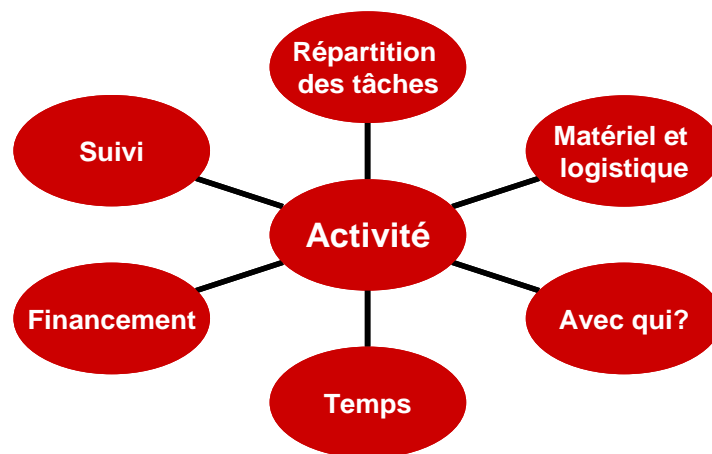 Répartition
des tâches
Suivi
Matériel et
logistique
Activité
Financement
Avec qui?
Temps